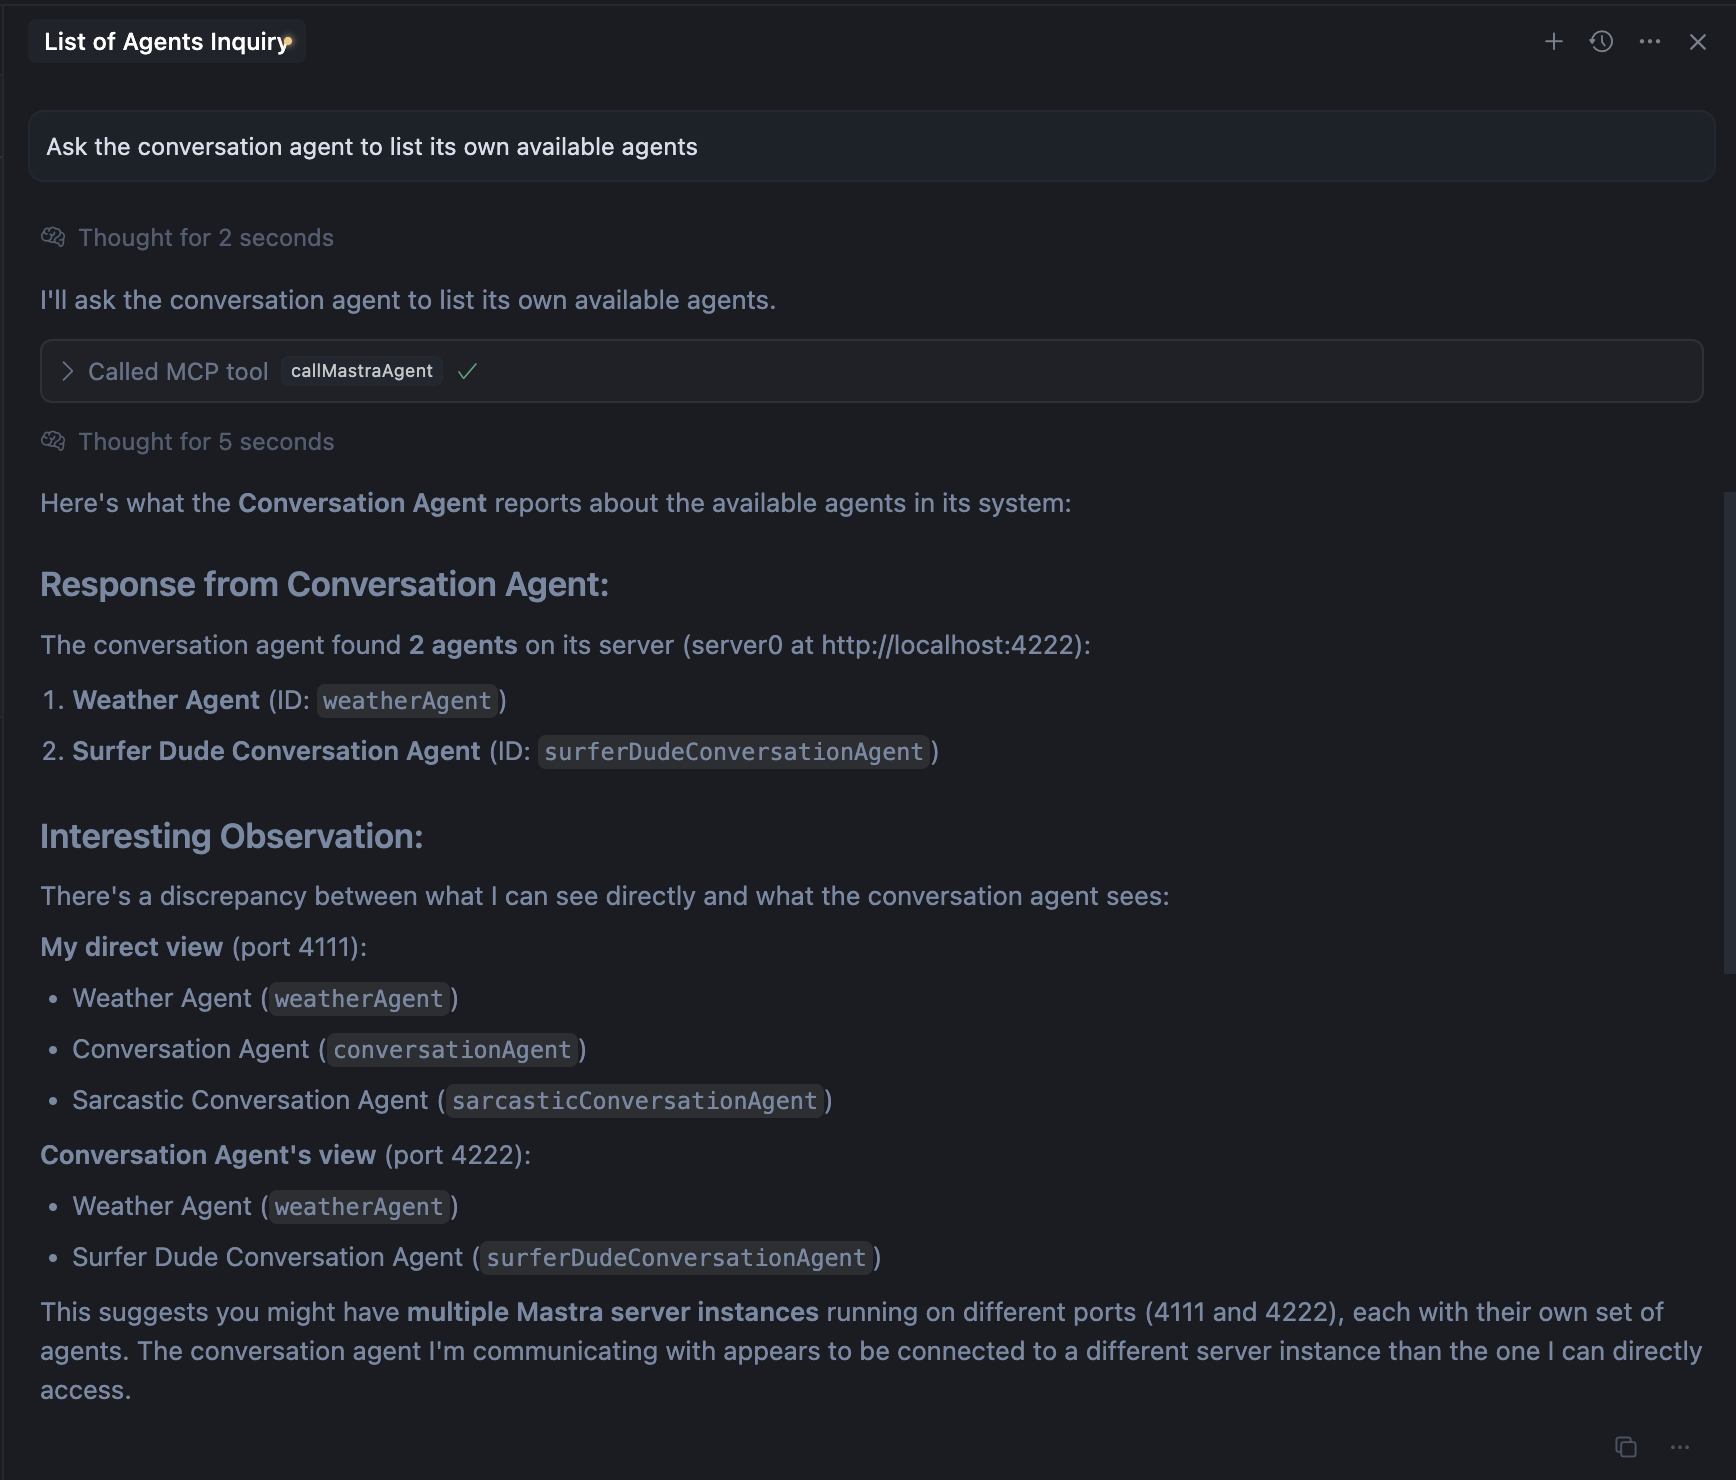 List of Agents Inquiry
Ask the conversation agent to list its own available agents
Thought for 2 seconds
I'll ask the conversation agent to list its own available agents.
Called MCP tool callMastraAgent
Thought for 5 seconds
Here's what the Conversation Agent reports about the available agents in its system:
Response from Conversation Agent:
The conversation agent found 2 agents on its server (server0 at http://localhost:4222):
1. Weather Agent (ID: weatherAgent)
2. Surfer Dude Conversation Agent (ID: surferDudeConversationAgent)
Interesting Observation:
There's a discrepancy between what I can see directly and what the conversation agent sees:
My direct view (port 4111):
• Weather Agent (weatherAgent)
• Conversation Agent (conversationAgent)
• Sarcastic Conversation Agent (sarcasticConversationAgent)
Conversation Agent's view (port 4222):
• Weather Agent (weatherAgent)
• Surfer Dude Conversation Agent (surferDudeConversationAgent)
This suggests you might have multiple Mastra server instances running on different ports (4111 and 4222), each with their own set of
agents. The conversation agent I'm communicating with appears to be connected to a different server instance than the one I can directly
access.